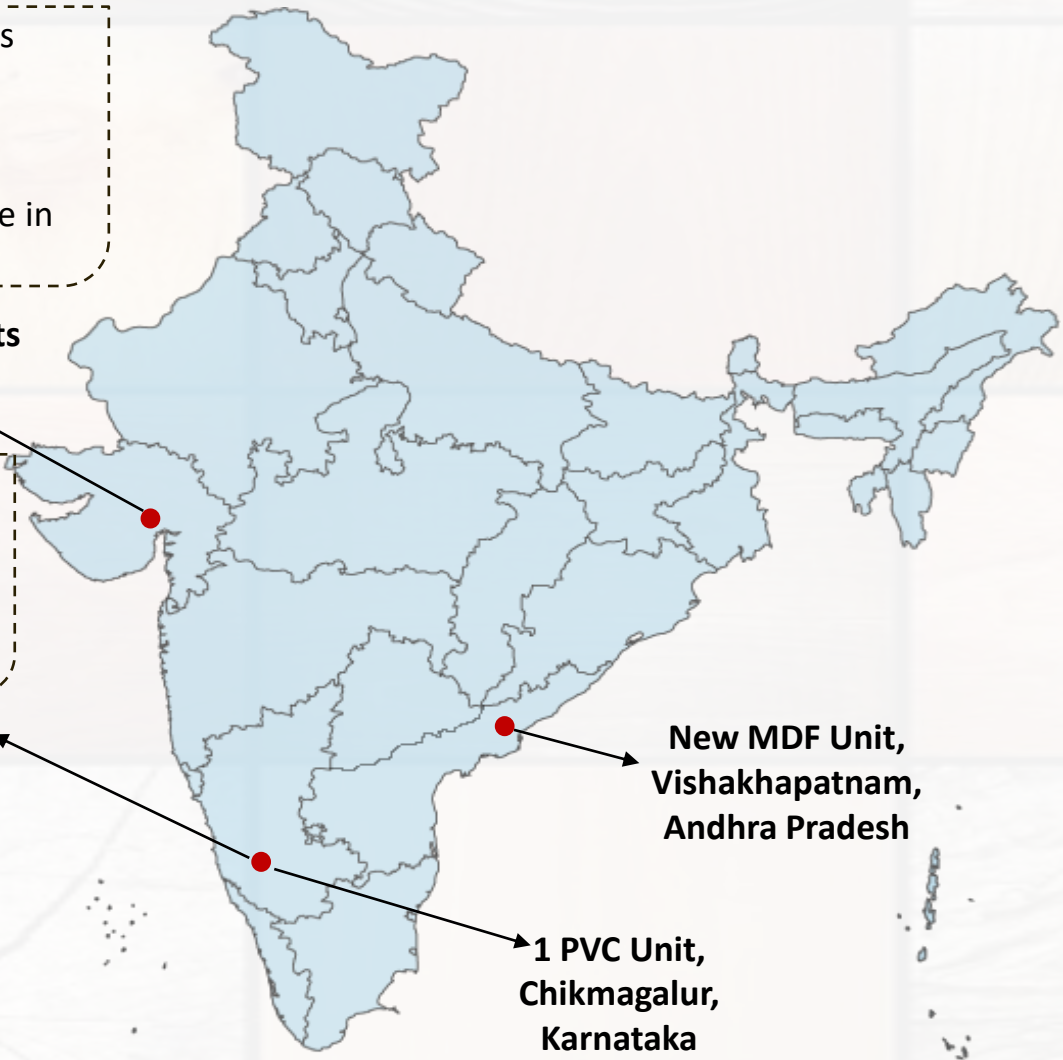 s
e in
ts
New MDF Unit,
Vishakhapatnam,
Andhra Pradesh
1 PVC Unit,
Chikmagalur,
Karnataka